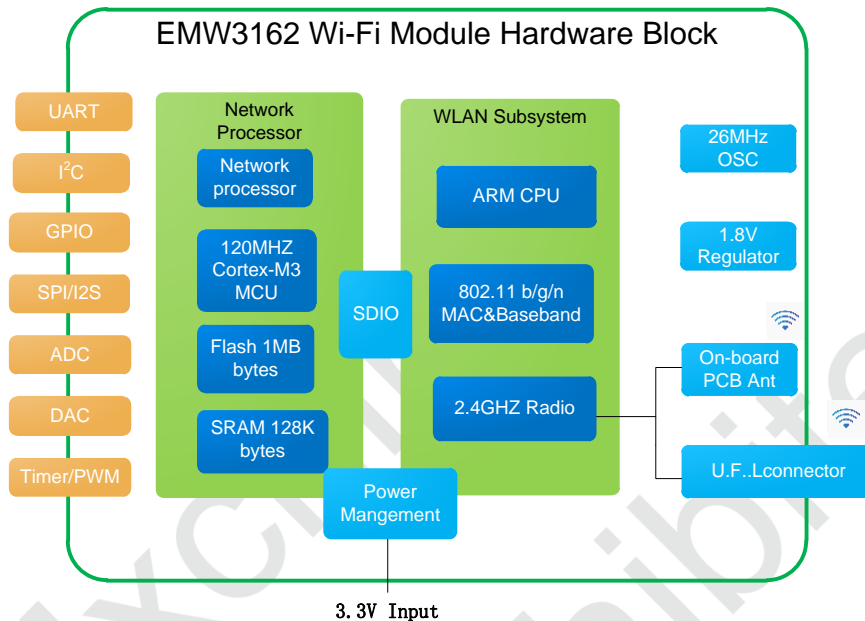 EMW3162 Wi-Fi Module Hardware Block
UART
I²C
GPIO
SPI/I2S
ADC
DAC
Timer/PWM
Network
Processor
Network
processor
120MHZ
Cortex-M3
MCU
Flash 1MB
bytes
SRAM 128K
bytes
SDIO
Power
Mangement
WLAN Subsystem
ARM CPU
802.11 b/g/n
MAC&Baseband
2.4GHZ Radio
26MHz
OSC
1.8V
Regulator
On-board
PCB Ant
U.F..Lconnector
3.3V Input